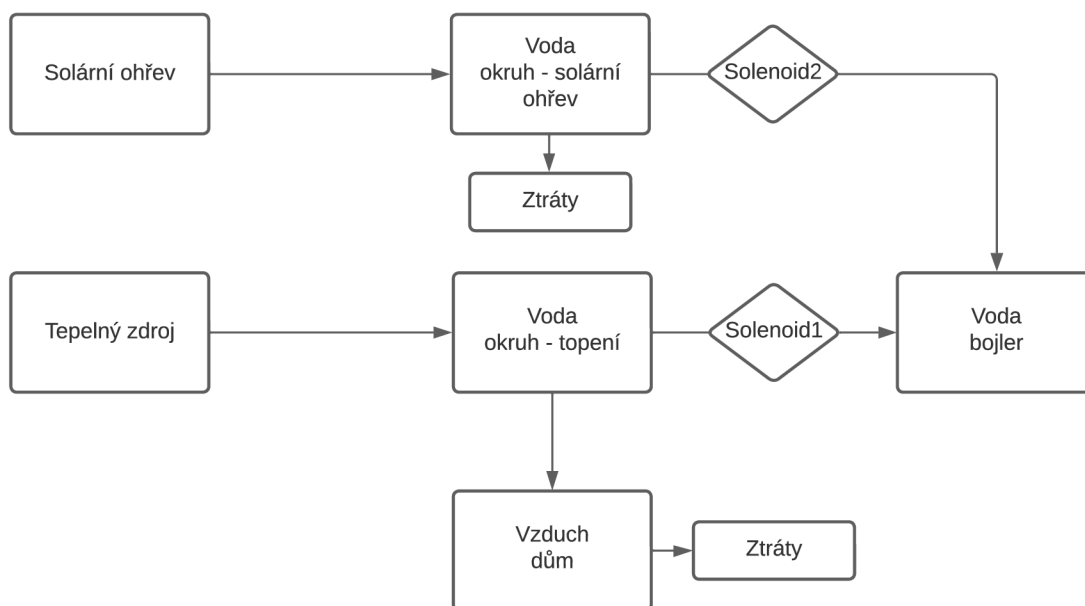 Solární ohřev
Voda
okruh - solární
ohřev
Solenoid2
Ztráty
Tepelný zdroj
Voda
okruh - topení
Solenoid1
Voda
bojler
Vzduch
dům
Ztráty